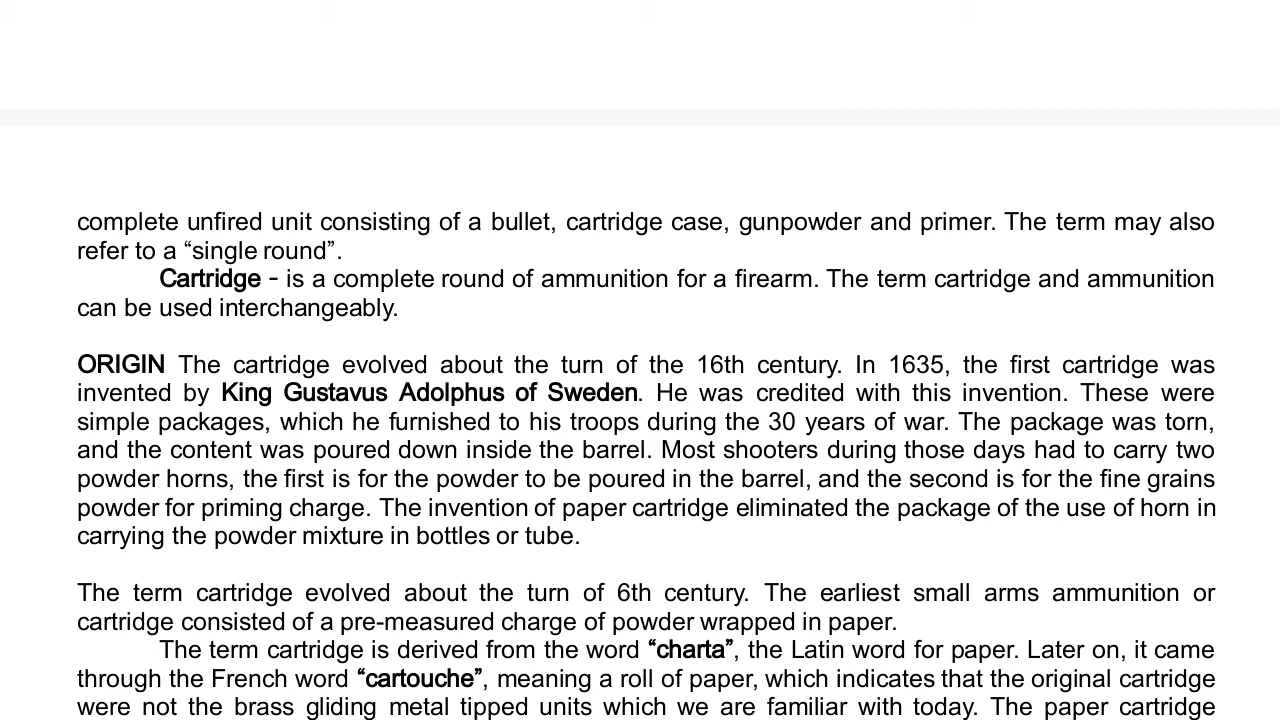 complete unfired unit consisting of a bullet, cartridge case, gunpowder and primer. The term may also
refer to a “single round”.
Cartridge - is a complete round of ammunition for a firearm. The term cartridge and ammunition
can be used interchangeably.
ORIGIN The cartridge evolved about the turn of the 16th century. In 1635, the first cartridge was
invented by King Gustavus Adolphus of Sweden. He was credited with this invention. These were
simple packages, which he furnished to his troops during the 30 years of war. The package was torn,
and the content was poured down inside the barrel. Most shooters during those days had to carry two
powder horns, the first is for the powder to be poured in the barrel, and the second is for the fine grains
powder for priming charge. The invention of paper cartridge eliminated the package of the use of horn in
carrying the powder mixture in bottles or tube.
The term cartridge evolved about the turn of 6th century. The earliest small arms ammunition or
cartridge consisted of a pre-measured charge of powder wrapped in paper.
The term cartridge is derived from the word “charta”, the Latin word for paper. Later on, it came
through the French word “cartouche”, meaning a roll of paper, which indicates that the original cartridge
were not the brass gliding metal tipped units which we are familiar with today. The paper cartridge